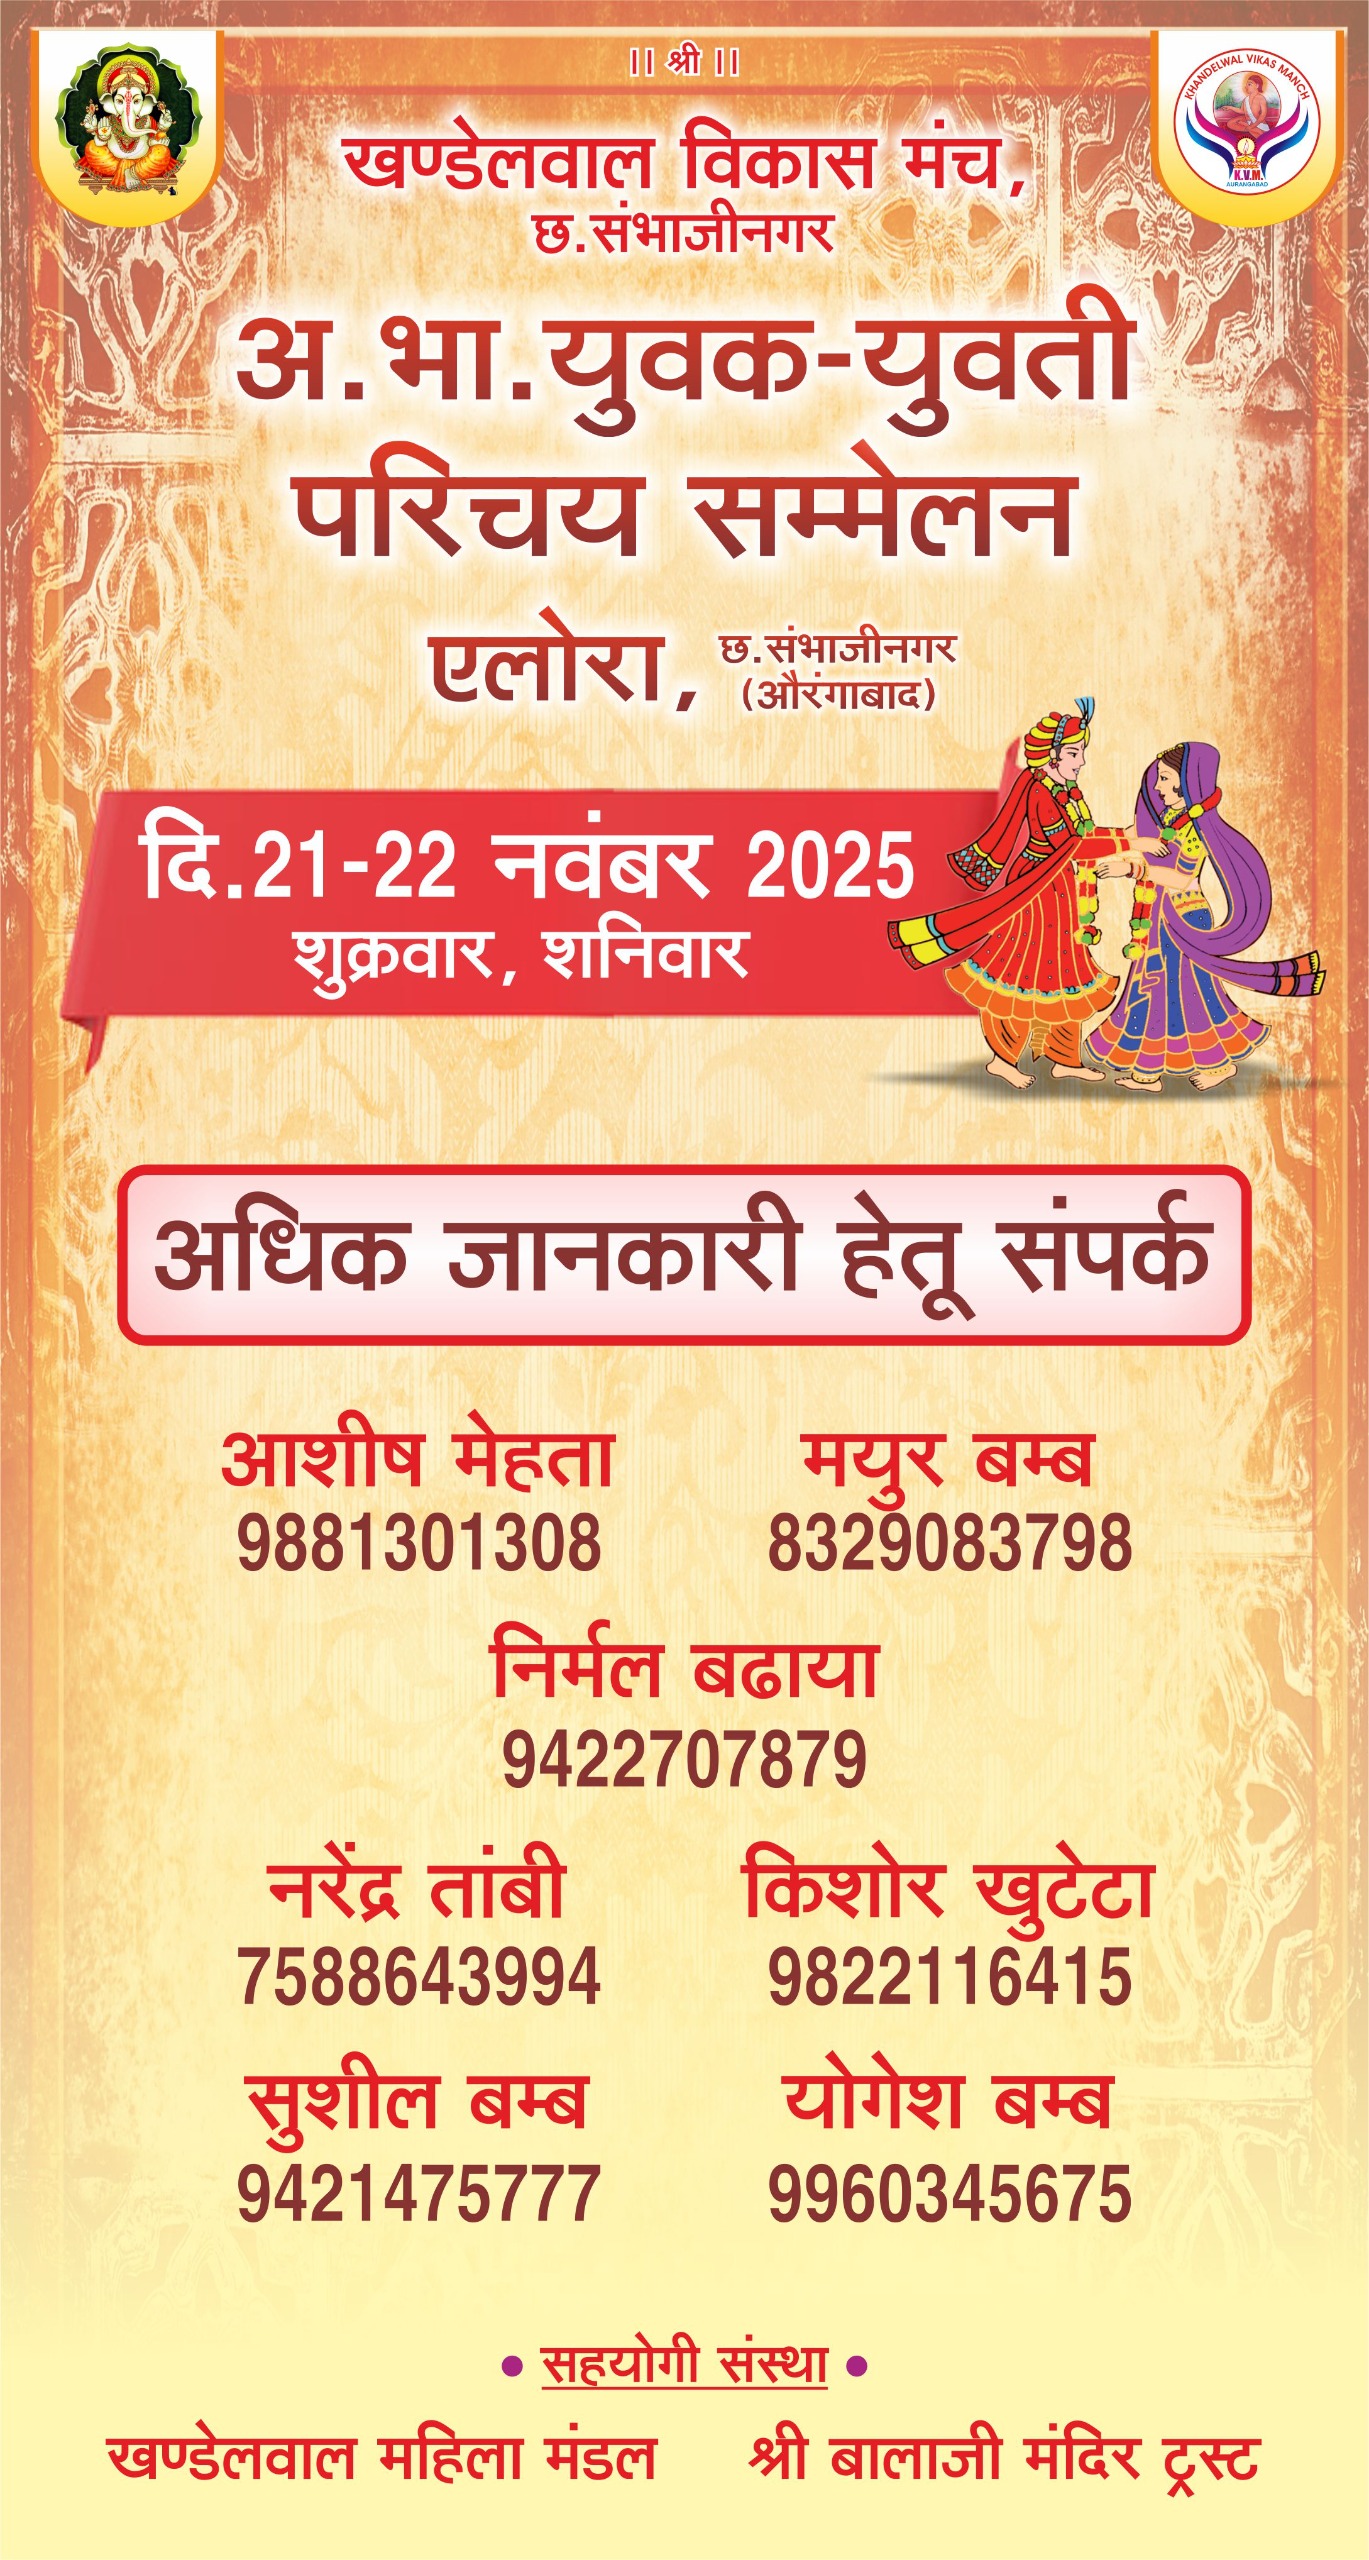 ।। श्री ।।
KHANDELWAL VIKAS MANCH
K.V.M.
AURANGABAD
खण्डेलवाल विकास मंच,
छ.संभाजीनगर
अ.भा.युवक-युवती
परिचय सम्मेलन
एलोरा, छ.संभाजीनगर
(औरंगाबाद)
दि.21-22 नवंबर 2025
शुक्रवार, शनिवार
अधिक जानकारी हेतू संपर्क
आशीष मेहता मयुर बम्ब
9881301308 8329083798
निर्मल बढाया
9422707879
नरेंद्र तांबी किशोर खुटेटा
7588643994 9822116415
सुशील बम्ब योगेश बम्ब
9421475777 9960345675
• सहयोगी संस्था •
खण्डेलवाल महिला मंडल श्री बालाजी मंदिर ट्रस्ट